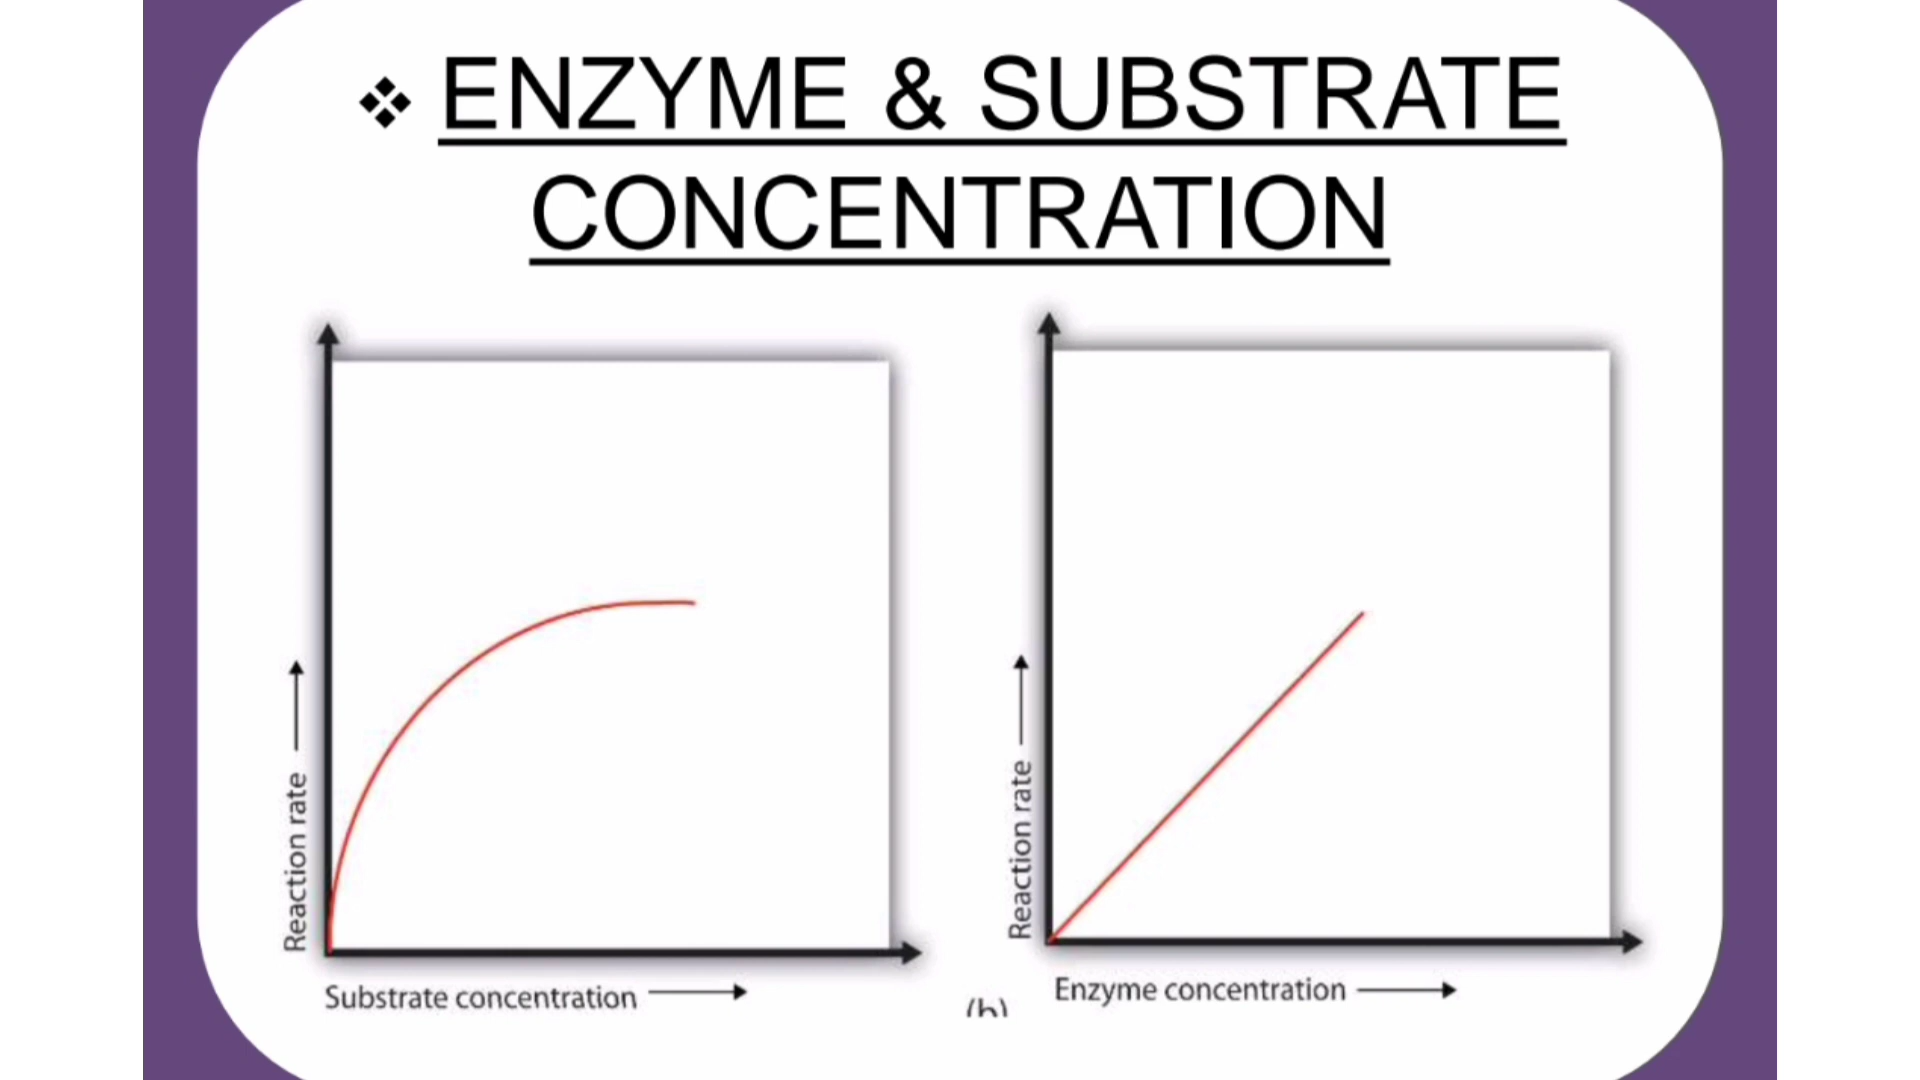 ❖ ENZYME & SUBSTRATE
CONCENTRATION
Reaction rate
Substrate concentration
(b)
Reaction rate
Enzyme concentration